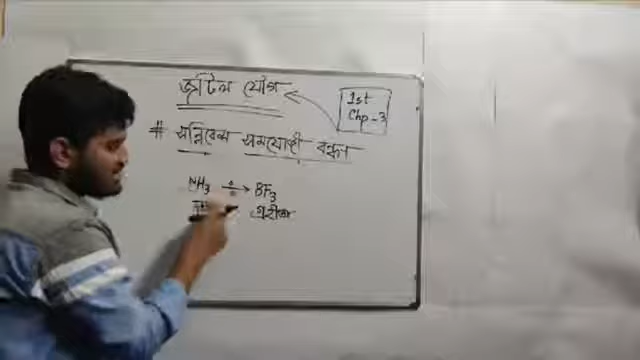 জটিল যৌগ
1st
Chp-3
# সন্নিবেশ সমযোজী বন্ধন
NH₃ → BF₃
গ্রহীতা